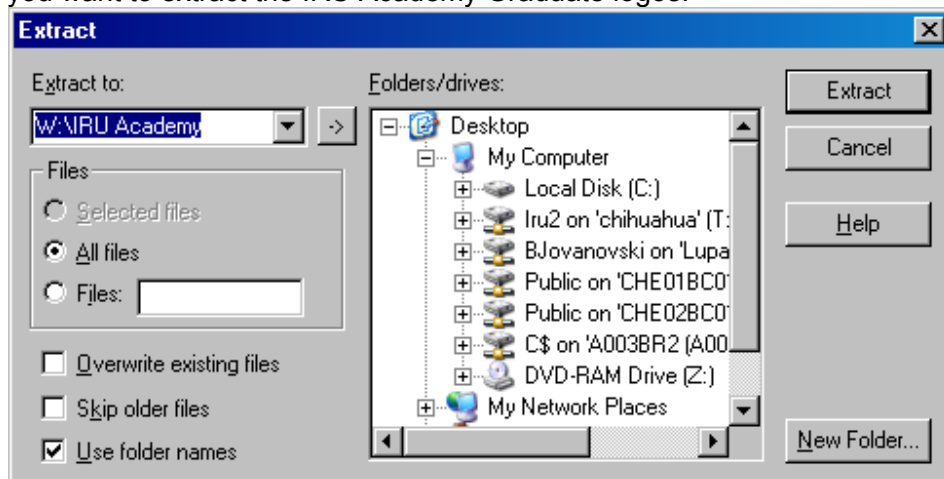 you want to extract the IRU Academy Graduate logos.
Extract
Extract to:
W:\IRU Academy
->
Files
Selected files
All files
Files:
Overwrite existing files
Skip older files
Use folder names
Folders/drives:
Desktop
My Computer
Local Disk (C:)
Iru2 on 'chihuahua' (T:
BJovanovski on 'Lupa
Public on 'CHE01BC0
Public on 'CHE02BC0
C$ on 'A003BR2 (A00
DVD-RAM Drive (Z:)
My Network Places
Extract
Cancel
Help
New Folder...